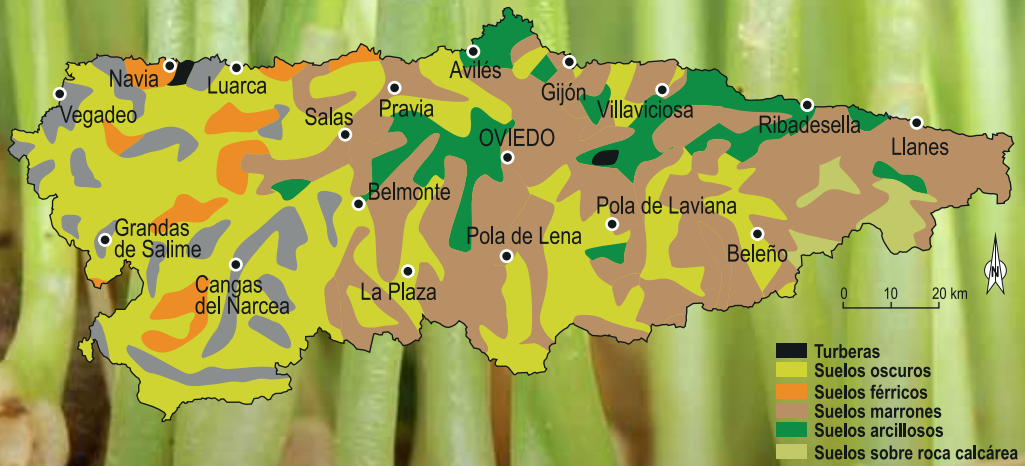 Avilés
Navia
Luarca
Gijón
Vegadeo
Pravia
Villaviciosa
Salas
Ribadesella
OVIEDO
Llanes
Belmonte
Grandas
de Salime
Pola de Laviana
Pola de Lena
Beleño
Cangas
del Narcea
La Plaza
N
0 10 20 km
Turberas
Suelos oscuros
Suelos férricos
Suelos marrones
Suelos arcillosos
Suelos sobre roca calcárea